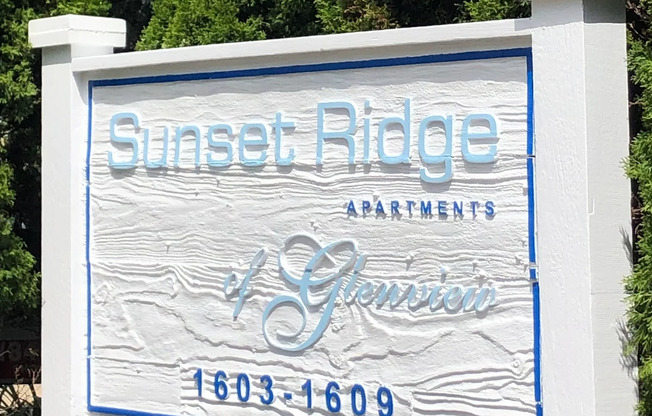 Sunset Ridge
APARTMENTS
of Glenview
1603-1609